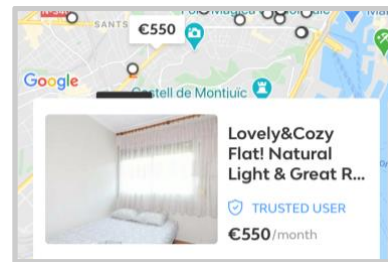 SANTS
€550
Google
Castell de Montjuïc
Lovely&Cozy
Flat! Natural
Light & Great R...
TRUSTED USER
€550/month